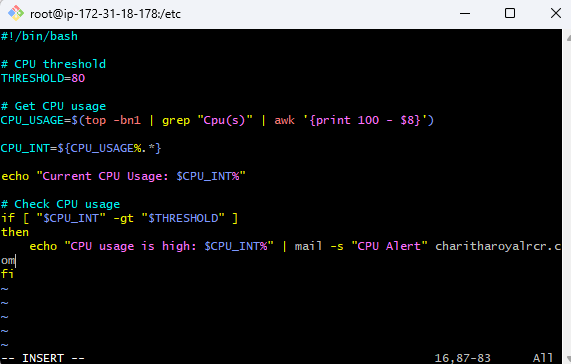 root@ip-172-31-18-178:/etc
#!/bin/bash
# CPU threshold
THRESHOLD=80
# Get CPU usage
CPU_USAGE=$(top -bn1 | grep "Cpu(s)" | awk '{print 100 - $8}')
CPU_INT=${CPU_USAGE%.*}
echo "Current CPU Usage: $CPU_INT%"
# Check CPU usage
if [ "$CPU_INT" -gt "$THRESHOLD" ]
then
    echo "CPU usage is high: $CPU_INT%" | mail -s "CPU Alert" charitharoyalrcr.c
om
fi
~
~
~
~
~
-- INSERT --                                   16,87-83      All